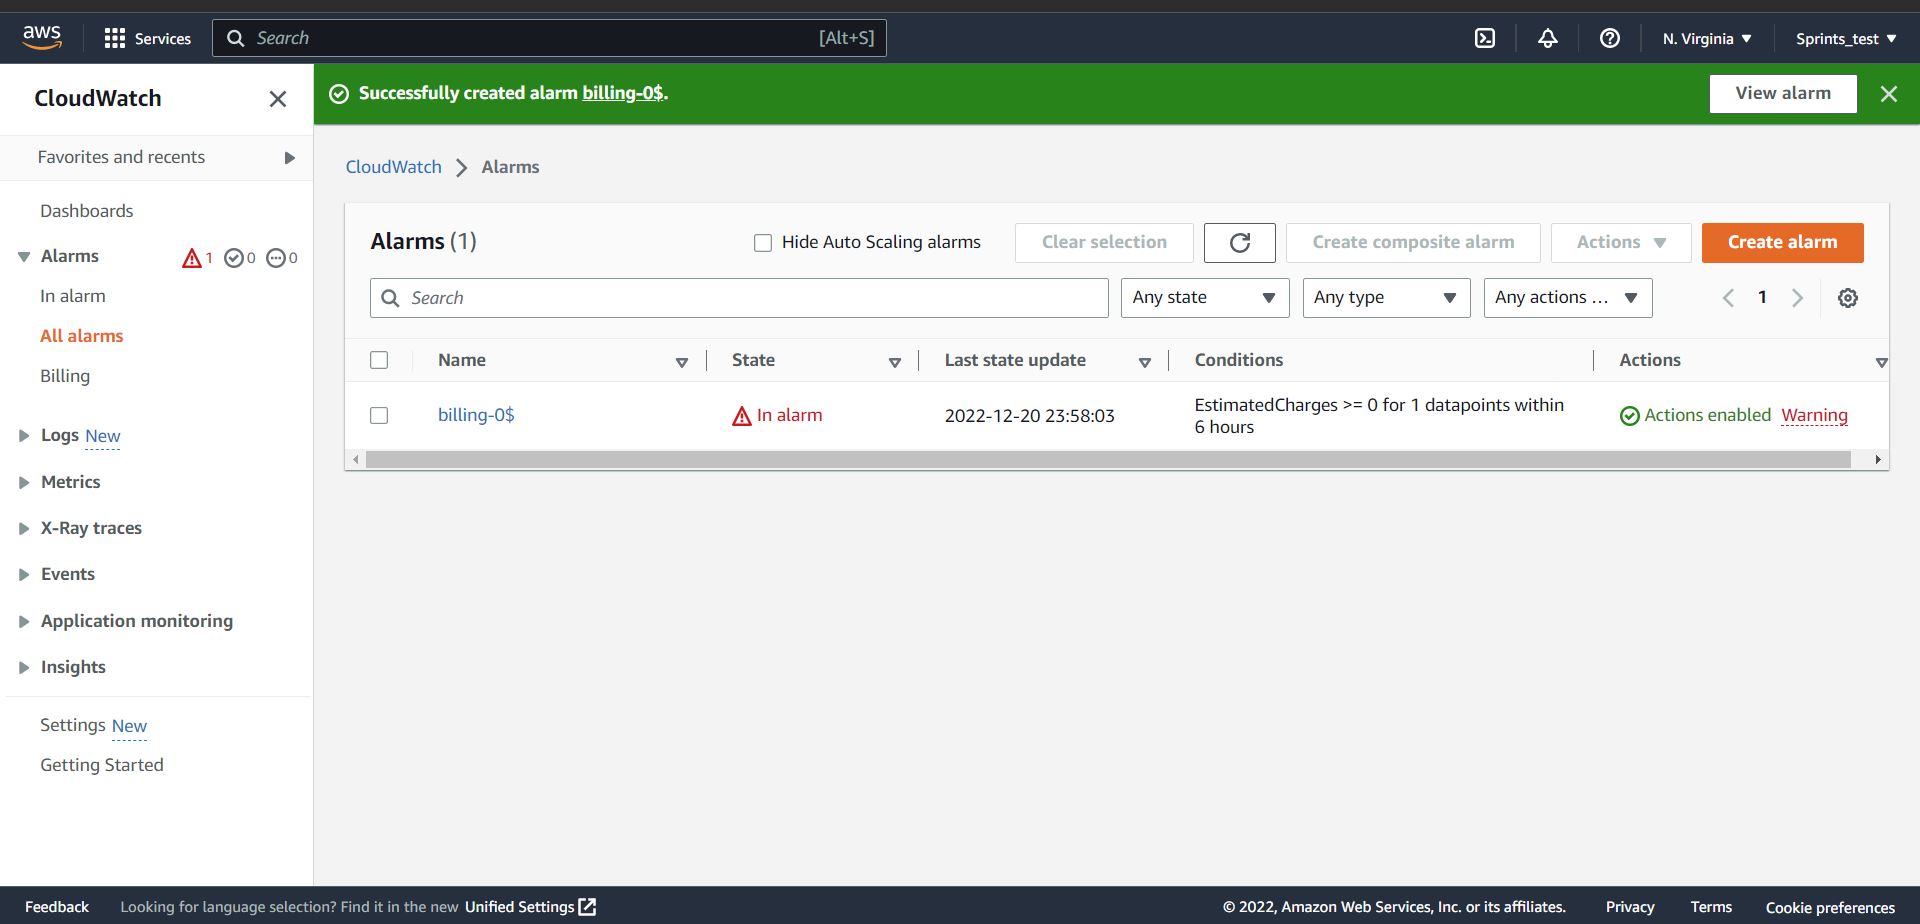 aws
Services
Search [Alt+S]
N. Virginia
Sprints_test
CloudWatch
Successfully created alarm billing-0$.
View alarm
Favorites and recents
Dashboards
Alarms 1 0 0
In alarm
All alarms
Billing
Logs New
Metrics
X-Ray traces
Events
Application monitoring
Insights
Settings New
Getting Started
CloudWatch > Alarms
Alarms (1)
Hide Auto Scaling alarms
Clear selection
Create composite alarm
Actions
Create alarm
Search
Any state
Any type
Any actions ...
1
Name State Last state update Conditions Actions
billing-0$ In alarm 2022-12-20 23:58:03 EstimatedCharges >= 0 for 1 datapoints within
6 hours
Actions enabled Warning
Feedback
Looking for language selection? Find it in the new Unified Settings
© 2022, Amazon Web Services, Inc. or its affiliates.
Privacy
Terms
Cookie preferences